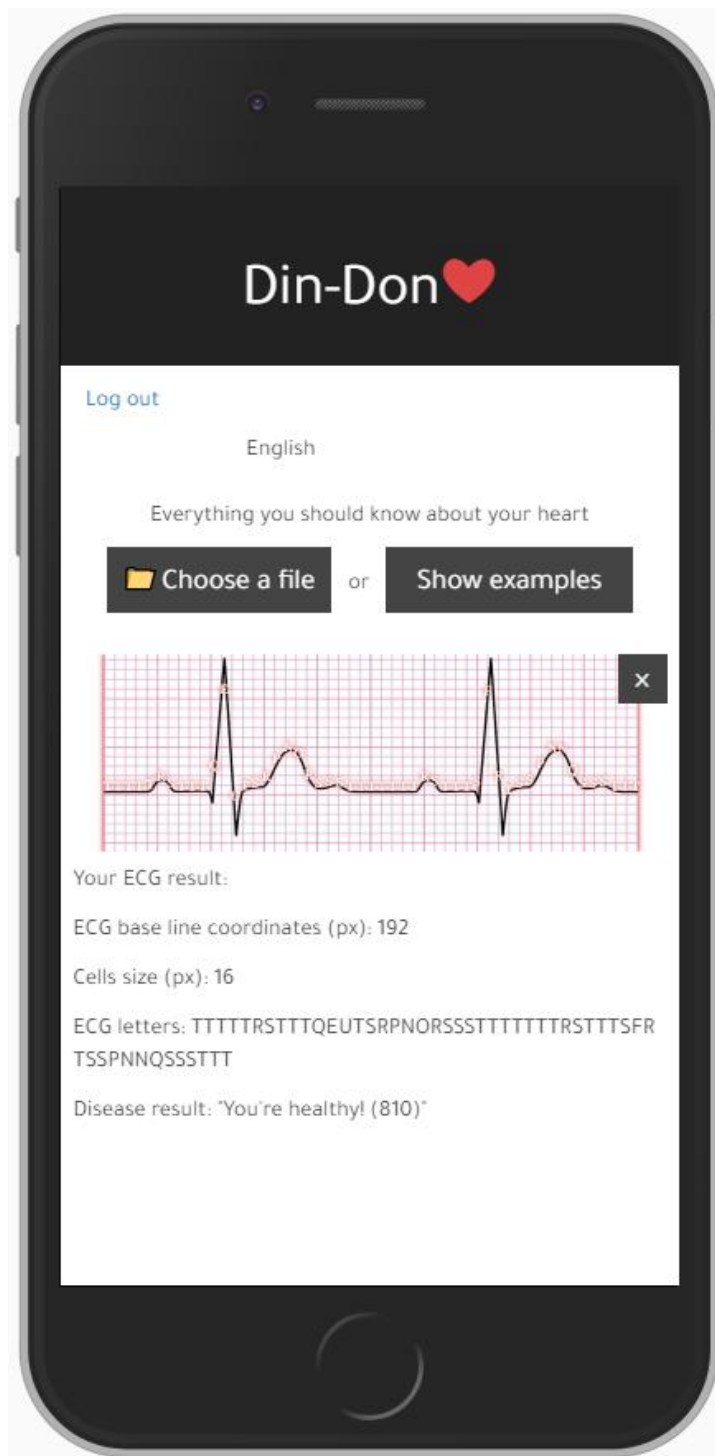 Din-Don❤
Log out
English
Everything you should know about your heart
📁 Choose a file or Show examples
x
Your ECG result:
ECG base line coordinates (px): 192
Cells size (px): 16
ECG letters: TTTTTRSTTTQEUTSRPNORSSSTTTTTTTRSTTTSFR
TSSPNNQSSSTTT
Disease result: "You're healthy! (810)"